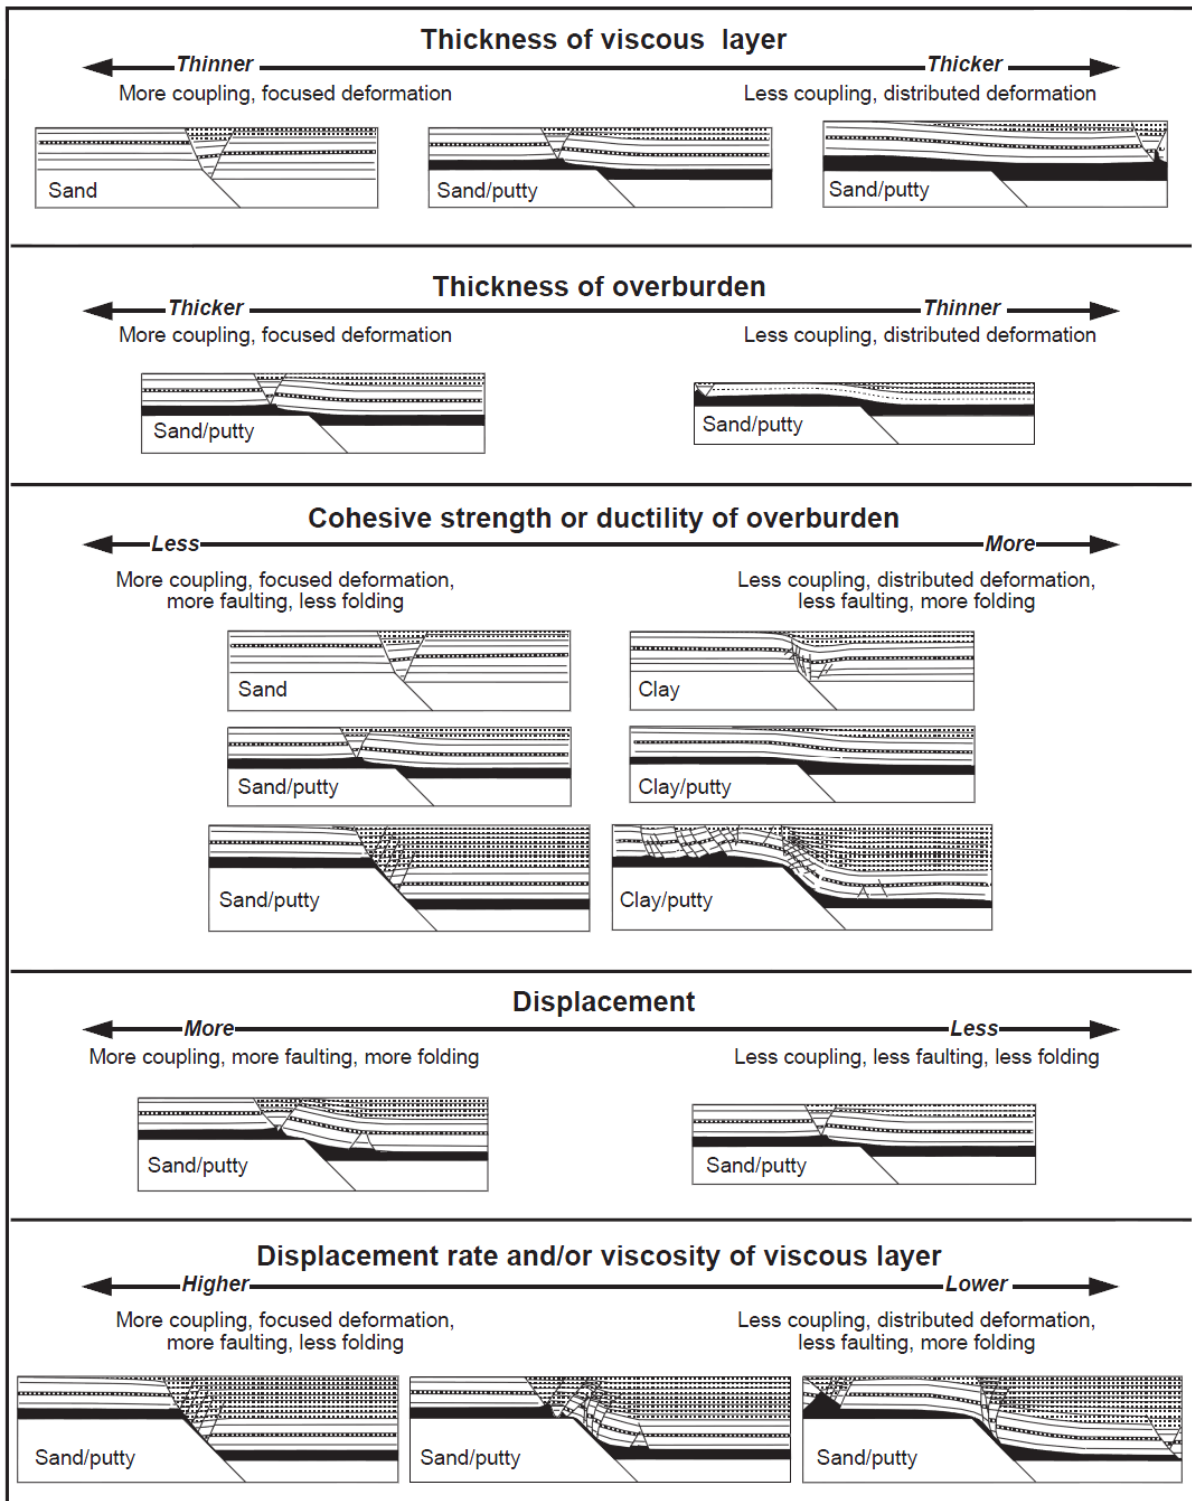 Thickness of viscous layer
Thinner Thicker
More coupling, focused deformation Less coupling, distributed deformation
Sand Sand/putty Sand/putty
Thickness of overburden
Thicker Thinner
More coupling, focused deformation Less coupling, distributed deformation
Sand/putty Sand/putty
Cohesive strength or ductility of overburden
Less More
More coupling, focused deformation, Less coupling, distributed deformation,
more faulting, less folding less faulting, more folding
Sand Clay
Sand/putty Clay/putty
Sand/putty Clay/putty
Displacement
More Less
More coupling, more faulting, more folding Less coupling, less faulting, less folding
Sand/putty Sand/putty
Displacement rate and/or viscosity of viscous layer
Higher Lower
More coupling, focused deformation, Less coupling, distributed deformation,
more faulting, less folding less faulting, more folding
Sand/putty Sand/putty Sand/putty